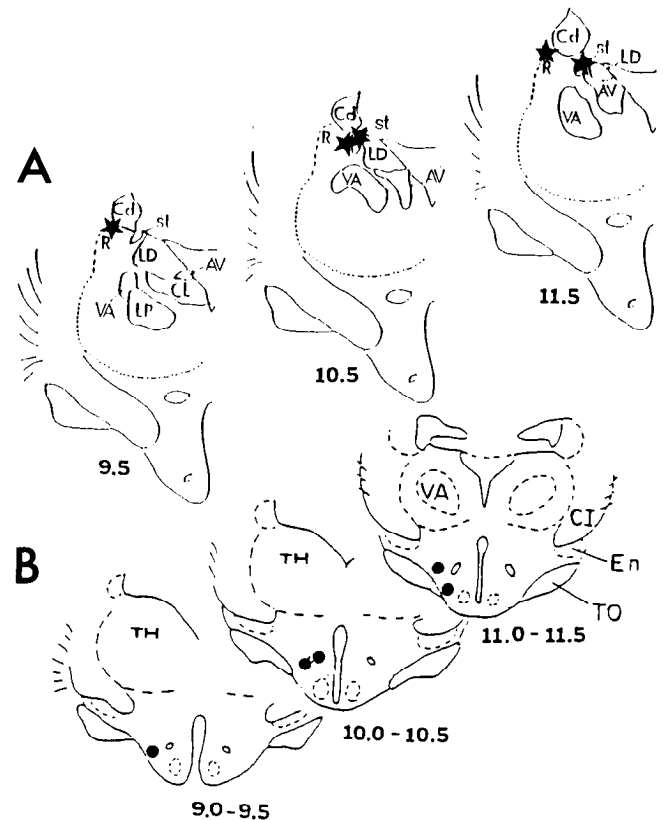 A
Cd
st
R
LD
AV
VA
CL
LP
9.5
Cd
st
R
LD
VA
AV
10.5
Cd
st
LD
R
AV
VA
11.5
B
TH
9.0-9.5
TH
10.0-10.5
VA
CI
En
TO
11.0-11.5